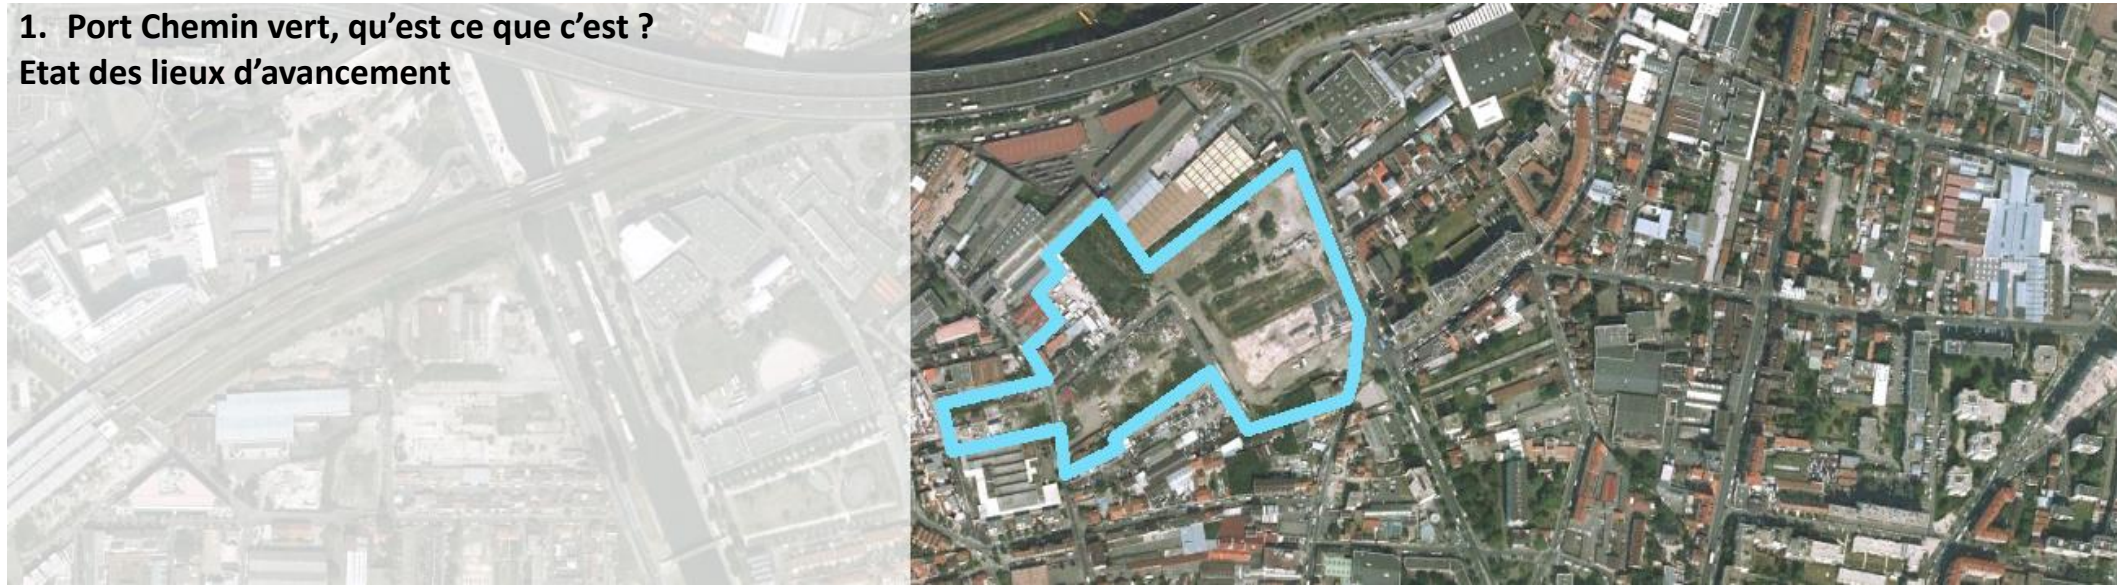 1. Port Chemin vert, qu’est ce que c’est ?
Etat des lieux d’avancement